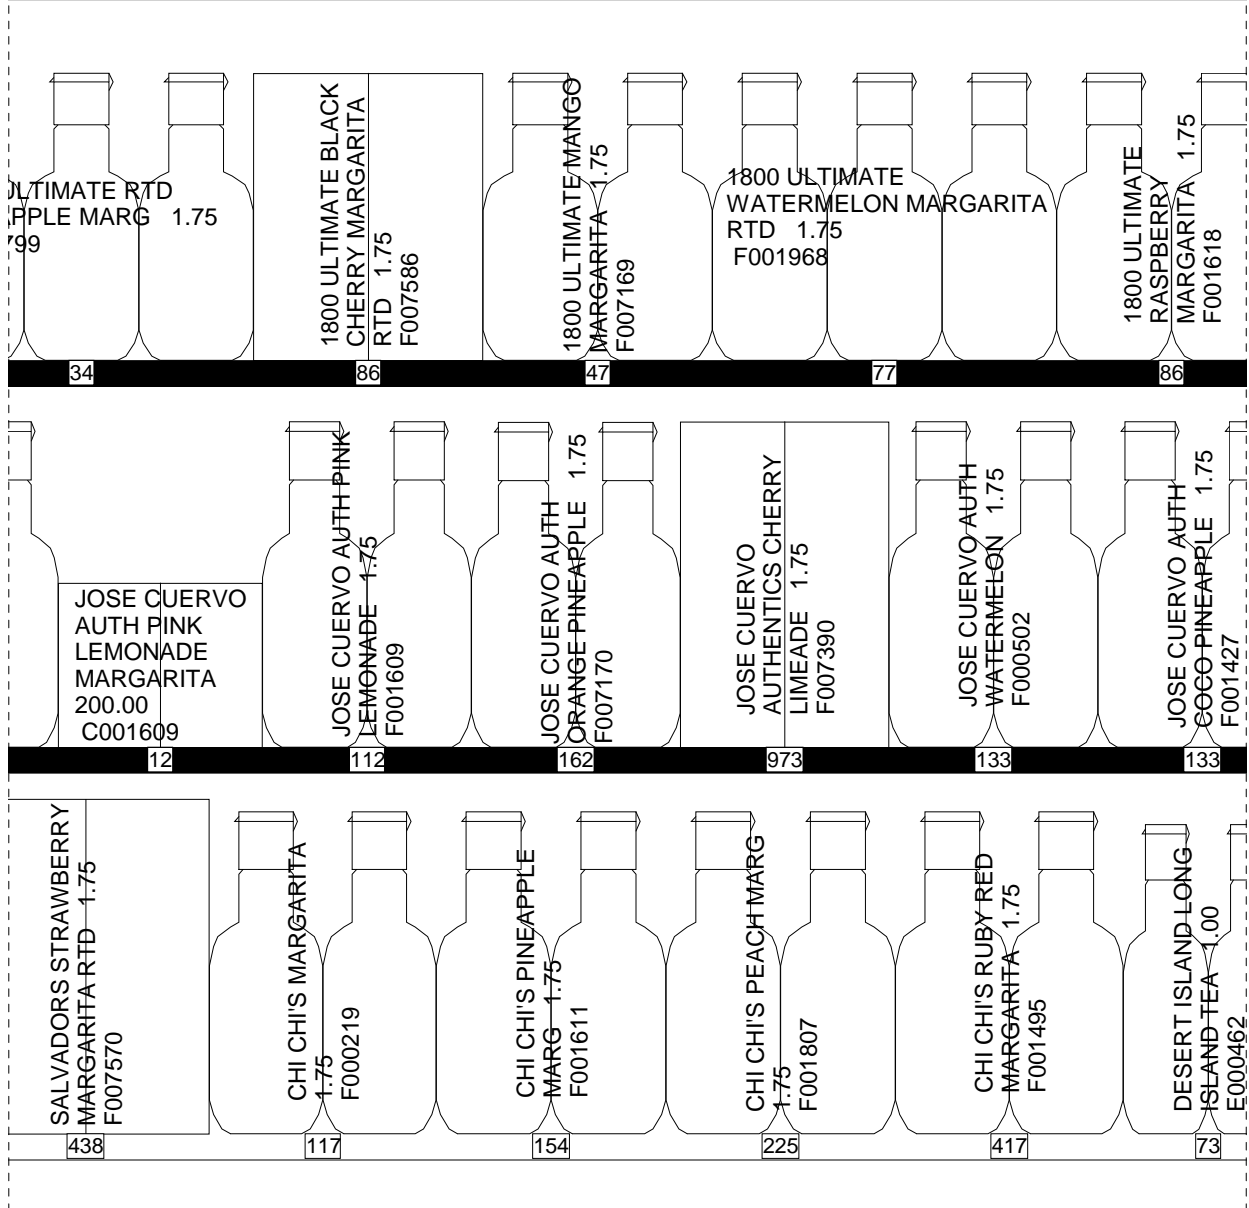 ULTIMATE RTD
PPLE MARG 1.75
799
1800 ULTIMATE BLACK
CHERRY MARGARITA
RTD 1.75
F007586
1800 ULTIMATE MANGO
MARGARITA 1.75
F007169
1800 ULTIMATE
WATERMELON MARGARITA
RTD 1.75
F001968
1800 ULTIMATE
RASPBERRY
MARGARITA 1.75
F001618
34
86
47
77
86
JOSE CUERVO
AUTH PINK
LEMONADE
MARGARITA
200.00
C001609
JOSE CUERVO AUTH PINK
LEMONADE 1.75
F001609
JOSE CUERVO AUTH
ORANGE PINEAPPLE 1.75
F007170
JOSE CUERVO
AUTHENTICS CHERRY
LIMEADE 1.75
F007390
JOSE CUERVO AUTH
WATERMELON 1.75
F000502
JOSE CUERVO AUTH
COCO PINEAPPLE 1.75
F001427
12
112
162
973
133
133
SALVADORS STRAWBERRY
MARGARITA RTD 1.75
F007570
CHI CHI'S MARGARITA
1.75
F000219
CHI CHI'S PINEAPPLE
MARG 1.75
F001611
CHI CHI'S PEACH MARG
1.75
F001807
CHI CHI'S RUBY RED
MARGARITA 1.75
F001495
DESERT ISLAND LONG
ISLAND TEA 1.00
E000462
438
117
154
225
417
73